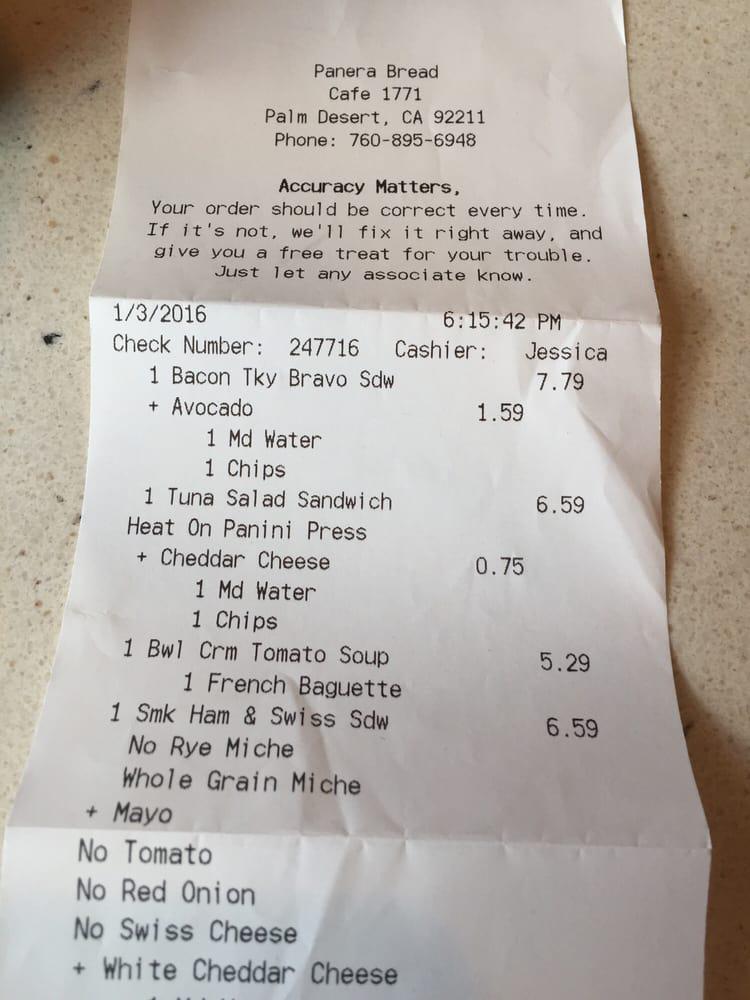 Panera Bread
Cafe 1771
Palm Desert, CA 92211
Phone: 760-895-6948
Accuracy Matters,
Your order should be correct every time.
If it's not, we'll fix it right away, and
give you a free treat for your trouble.
Just let any associate know.
1/3/2016 6:15:42 PM
Check Number: 247716 Cashier: Jessica
1 Bacon Tky Bravo Sdw 7.79
+ Avocado 1.59
1 Md Water
1 Chips
1 Tuna Salad Sandwich 6.59
Heat On Panini Press
+ Cheddar Cheese 0.75
1 Md Water
1 Chips
1 Bwl Crm Tomato Soup 5.29
1 French Baguette
1 Smk Ham & Swiss Sdw 6.59
No Rye Miche
Whole Grain Miche
+ Mayo
No Tomato
No Red Onion
No Swiss Cheese
+ White Cheddar Cheese